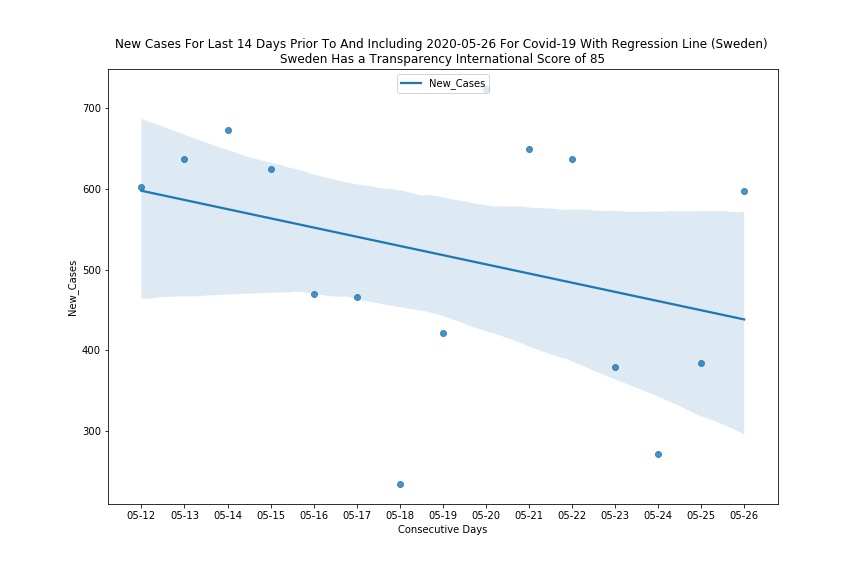 New Cases For Last 14 Days Prior To And Including 2020-05-26 For Covid-19 With Regression Line (Sweden)
Sweden Has a Transparency International Score of 85
New_Cases
700
600
500
400
300
New_Cases
05-12 05-13 05-14 05-15 05-16 05-17 05-18 05-19 05-20 05-21 05-22 05-23 05-24 05-25 05-26
Consecutive Days